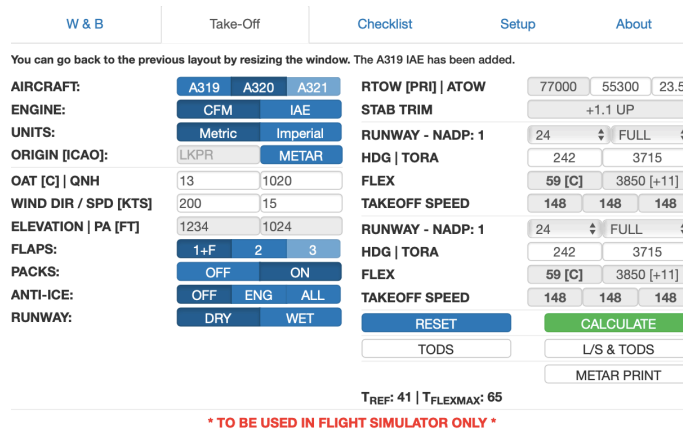 W & B Take-Off Checklist Setup About
You can go back to the previous layout by resizing the window. The A319 IAE has been added.
AIRCRAFT: A319 A320 A321
ENGINE: CFM IAE
UNITS: Metric Imperial
ORIGIN [ICAO]: LKPR METAR
OAT [C] | QNH 13 1020
WIND DIR / SPD [KTS] 200 15
ELEVATION | PA [FT] 1234 1024
FLAPS: 1+F 2 3
PACKS: OFF ON
ANTI-ICE: OFF ENG ALL
RUNWAY: DRY WET
RTOW [PRI] | ATOW 77000 55300 23.5
STAB TRIM +1.1 UP
RUNWAY - NADP: 1 24 FULL
HDG | TORA 242 3715
FLEX 59 [C] 3850 [+11]
TAKEOFF SPEED 148 148 148
RUNWAY - NADP: 1 24 FULL
HDG | TORA 242 3715
FLEX 59 [C] 3850 [+11]
TAKEOFF SPEED 148 148 148
RESET CALCULATE
TODS L/S & TODS
METAR PRINT
TREF: 41 | TFLEXMAX: 65
* TO BE USED IN FLIGHT SIMULATOR ONLY *